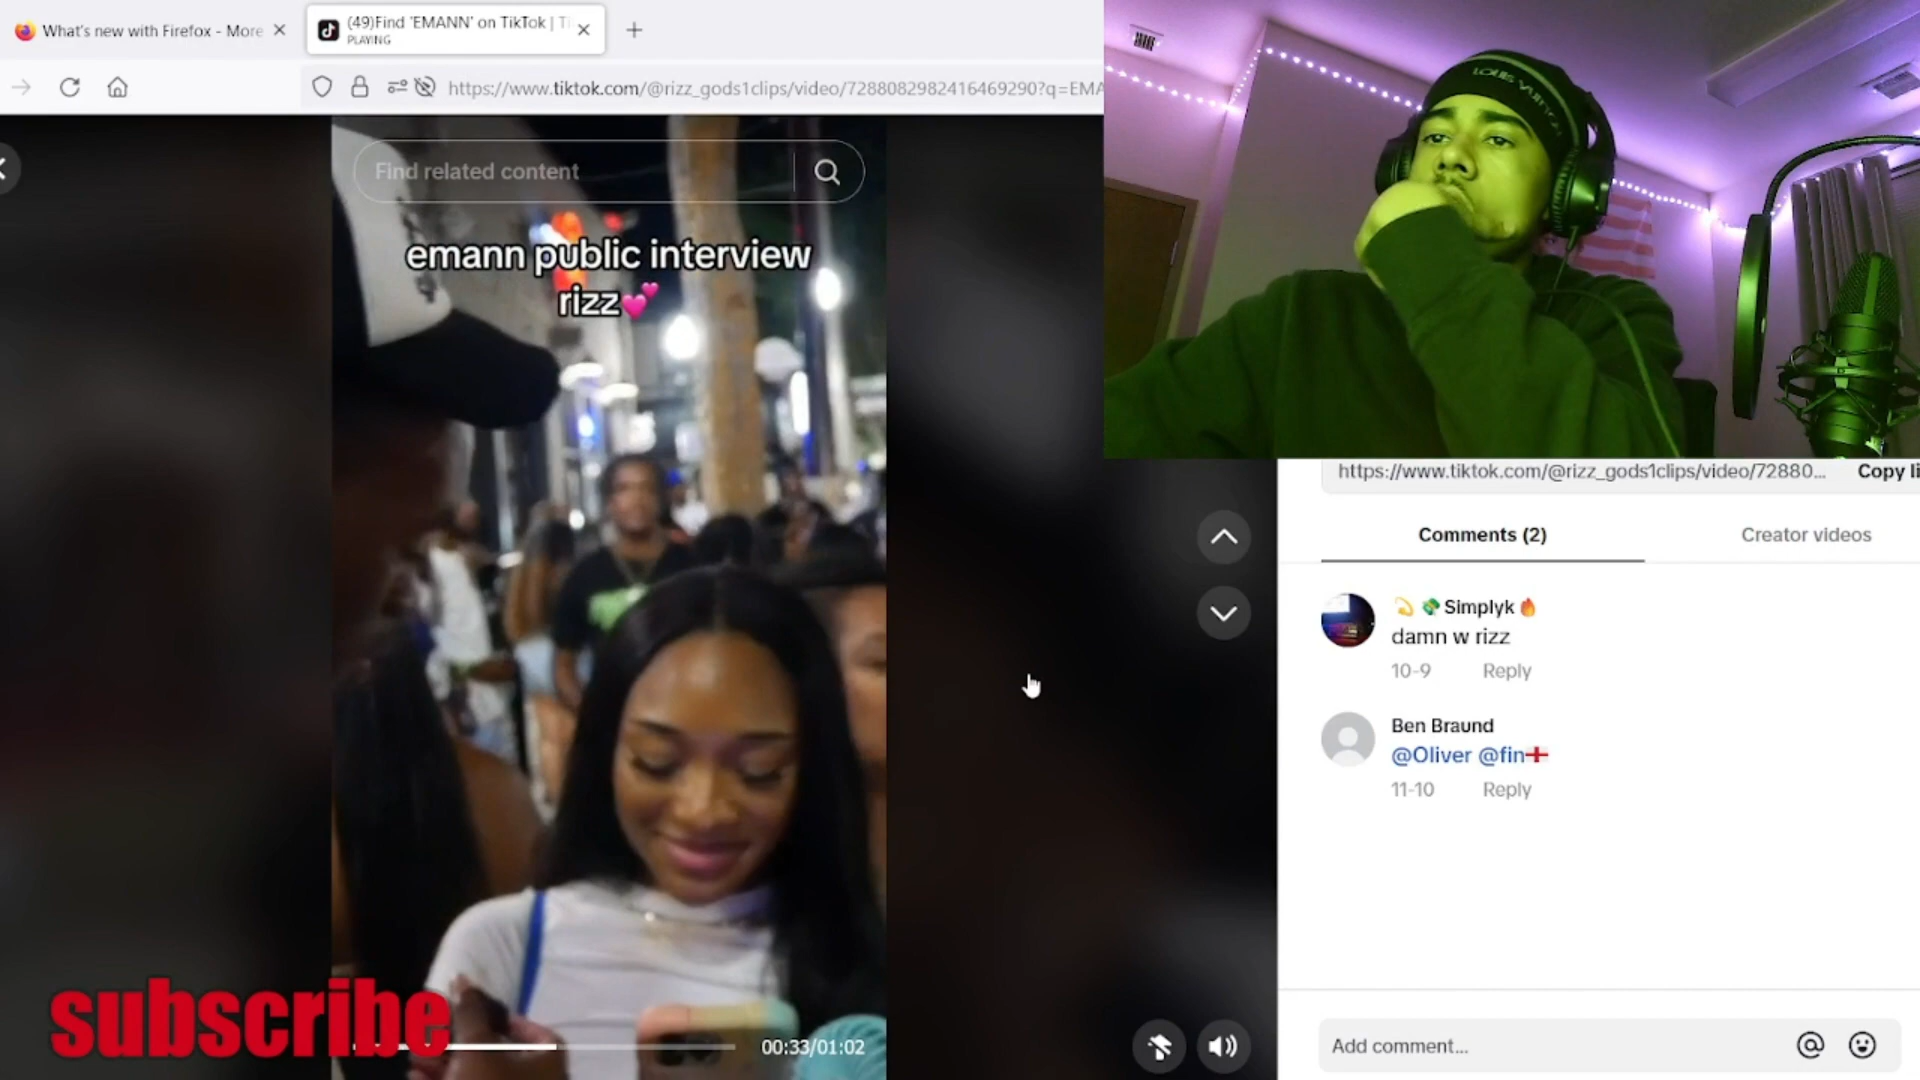 What's new with Firefox - More
(49)Find 'EMANN' on TikTok | Ti
PLAYING
https://www.tiktok.com/@rizz_gods1clips/video/7288082982416469290?q=EMA
Find related content
emann public interview
rizz💕
LOUIS VUITTON
https://www.tiktok.com/@rizz_gods1clips/video/72880...
Copy li
Comments (2)
Creator videos
💫 💸 Simplyk🔥
damn w rizz
10-9 Reply
Ben Braund
@Oliver @fin🏴󠁧󠁢󠁥󠁮󠁧󠁿
11-10 Reply
subscribe
00:33/01:02
Add comment...